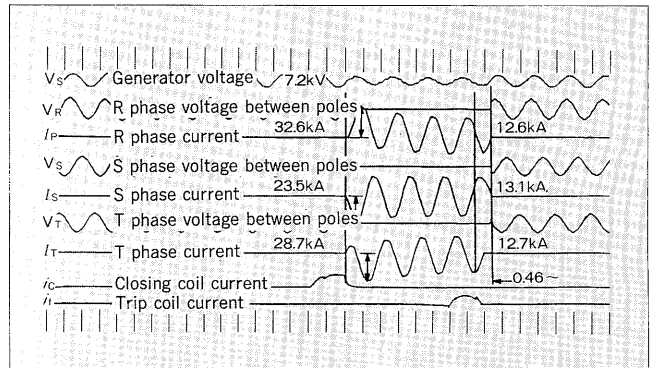 Vs Generator voltage 7.2kV
VR R phase voltage between poles
IP R phase current 32.6kA 12.6kA
VS S phase voltage between poles
IS S phase current 23.5kA 13.1kA.
VT T phase voltage between poles
IT T phase current 28.7kA 12.7kA
iC Closing coil current 0.46~
i1 Trip coil current